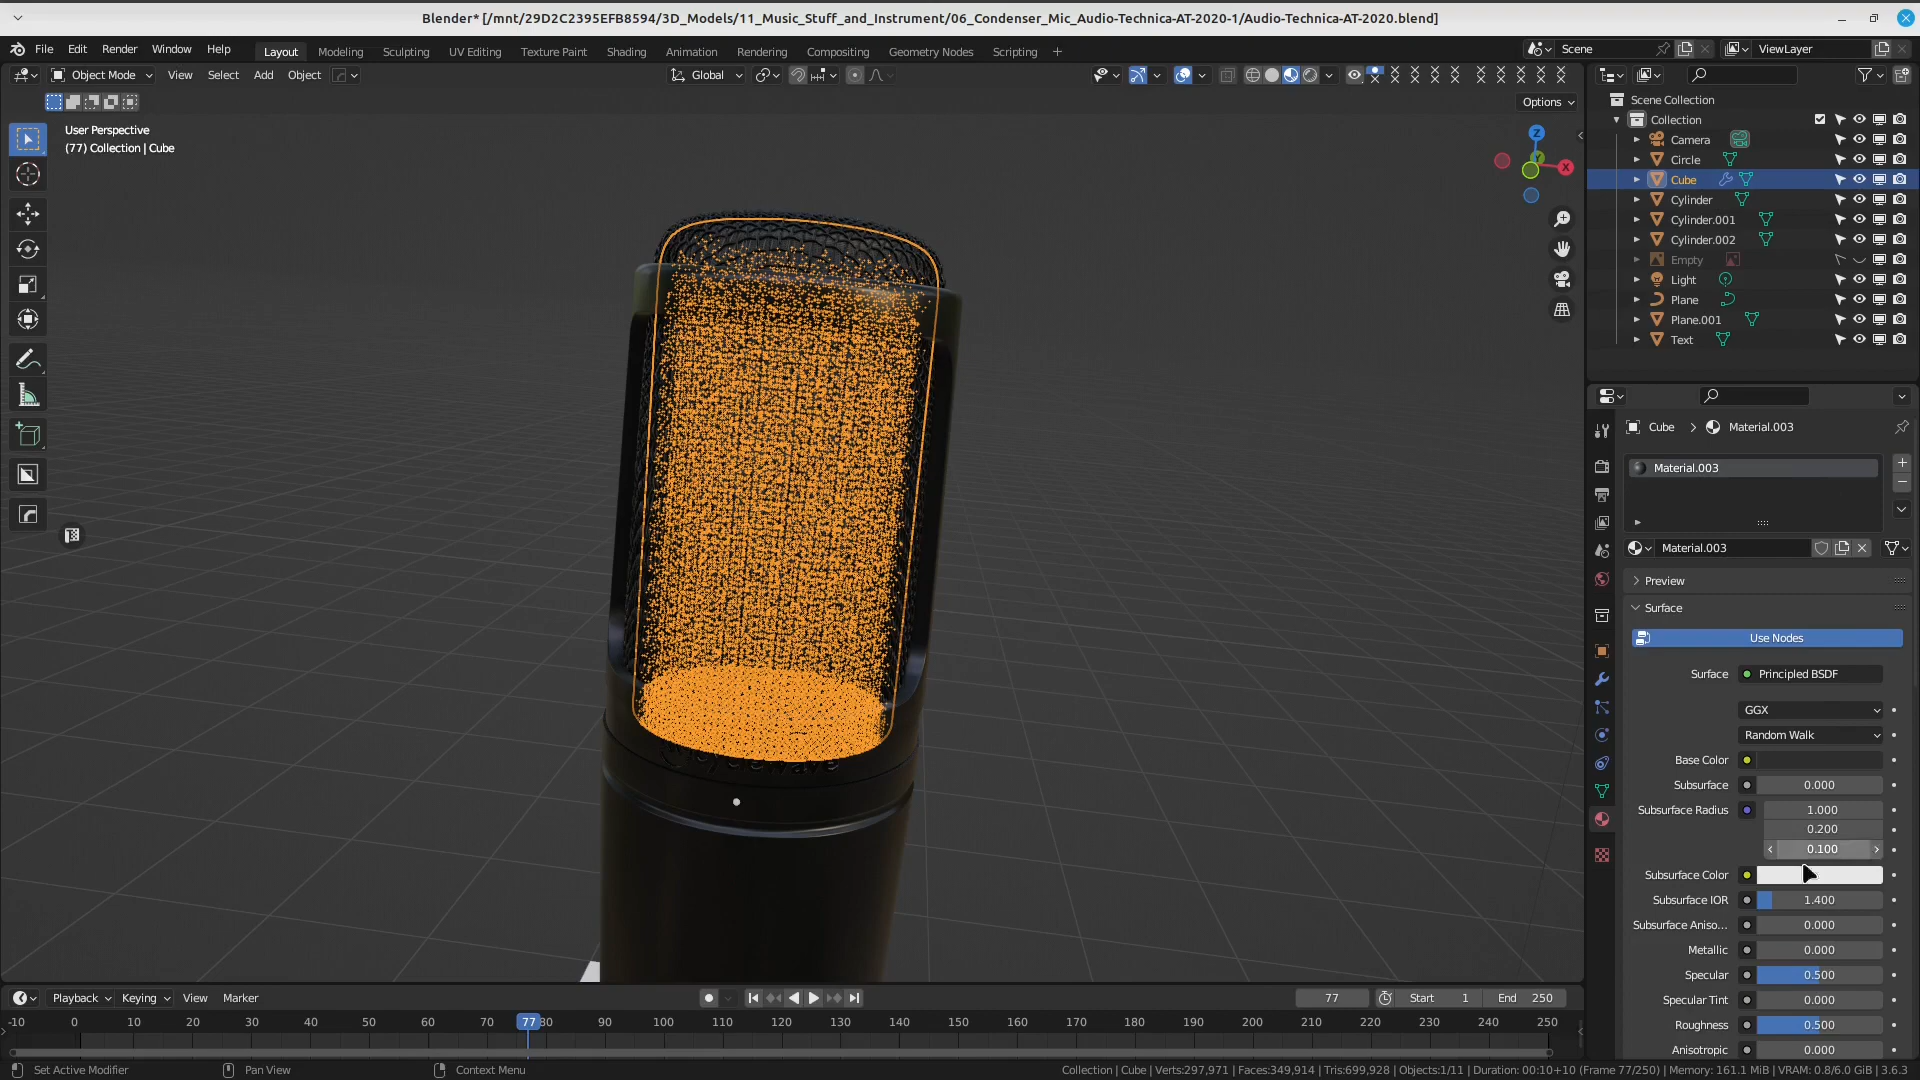 Blender* [/mnt/29D2C2395EFB8594/3D_Models/11_Music_Stuff_and_Instrument/06_Condenser_Mic_Audio-Technica-AT-2020-1/Audio-Technica-AT-2020.blend]
File Edit Render Window Help Layout Modeling Sculpting UV Editing Texture Paint Shading Animation Rendering Compositing Geometry Nodes Scripting + Scene ViewLayer
Object Mode View Select Add Object Global
Options
User Perspective
(77) Collection | Cube
Z
X
Scene Collection
Collection
Camera
Circle
Cube
Cylinder
Cylinder.001
Cylinder.002
Empty
Light
Plane
Plane.001
Text
Cube > Material.003
Material.003
Material.003
Preview
Surface
Use Nodes
Surface Principled BSDF
GGX
Random Walk
Base Color
Subsurface 0.000
Subsurface Radius 1.000
0.200
0.100
Subsurface Color
Subsurface IOR 1.400
Subsurface Aniso... 0.000
Metallic 0.000
Specular 0.500
Specular Tint 0.000
Roughness 0.500
Anisotropic 0.000
Playback Keying View Marker 77 Start 1 End 250
-10 0 10 20 30 40 50 60 70 77 80 90 100 110 120 130 140 150 160 170 180 190 200 210 220 230 240 250
Set Active Modifier Pan View Context Menu Collection | Cube | Verts:297,971 | Faces:349,914 | Tris:699,928 | Objects:1/11 | Duration: 00:10+10 (Frame 77/250) | Memory: 161.1 MiB | VRAM: 0.8/6.0 GiB | 3.6.3